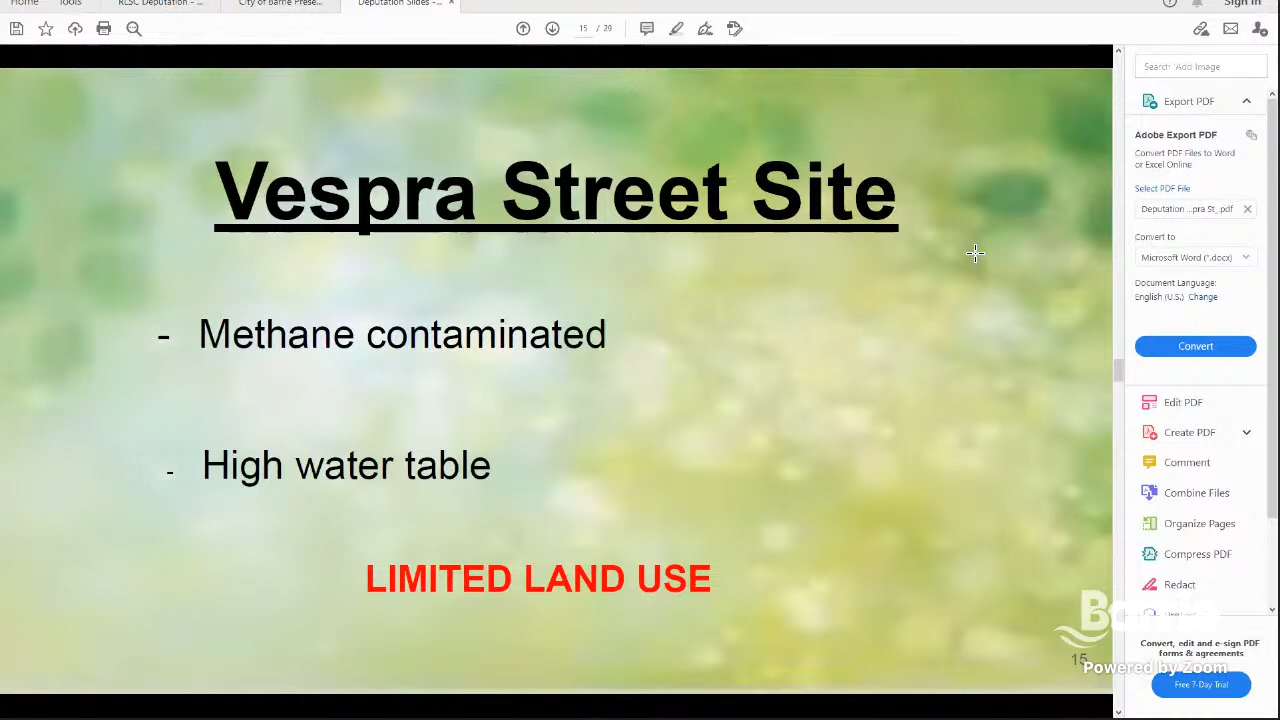 Home Tools RLSC Deputation - ... City of Barrie Prese... Deputation Slides -... ×
Sign In
15 / 29
Search 'Add Image
Export PDF
Adobe Export PDF
Convert PDF Files to Word
or Excel Online
Select PDF File
Deputation ...pra St_.pdf
Convert to
Microsoft Word (*.docx)
Document Language:
English (U.S.) Change
Convert
Edit PDF
Create PDF
Comment
Combine Files
Organize Pages
Compress PDF
Redact
Convert, edit and e-sign PDF
forms & agreements
Free 7-Day Trial
Vespra Street Site
- Methane contaminated
- High water table
LIMITED LAND USE
15
Powered by Zoom